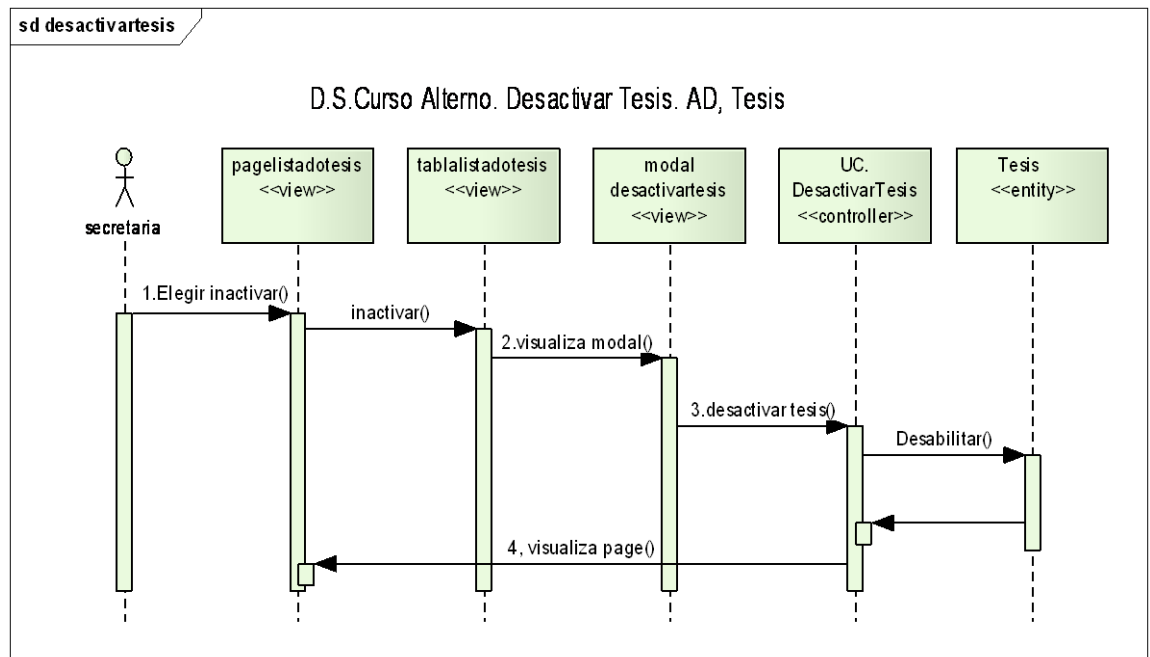 sd desactivartesis
D.S.Curso Alterno. Desactivar Tesis. AD, Tesis
secretaria
pagelistadotesis
<<view>>
tablalistadotesis
<<view>>
modal
desactivartesis
<<view>>
UC.
DesactivarTesis
<<controller>>
Tesis
<<entity>>
1.Elegir inactivar()
inactivar()
2.visualiza modal()
3.desactivar tesis()
Desabilitar()
4, visualiza page()